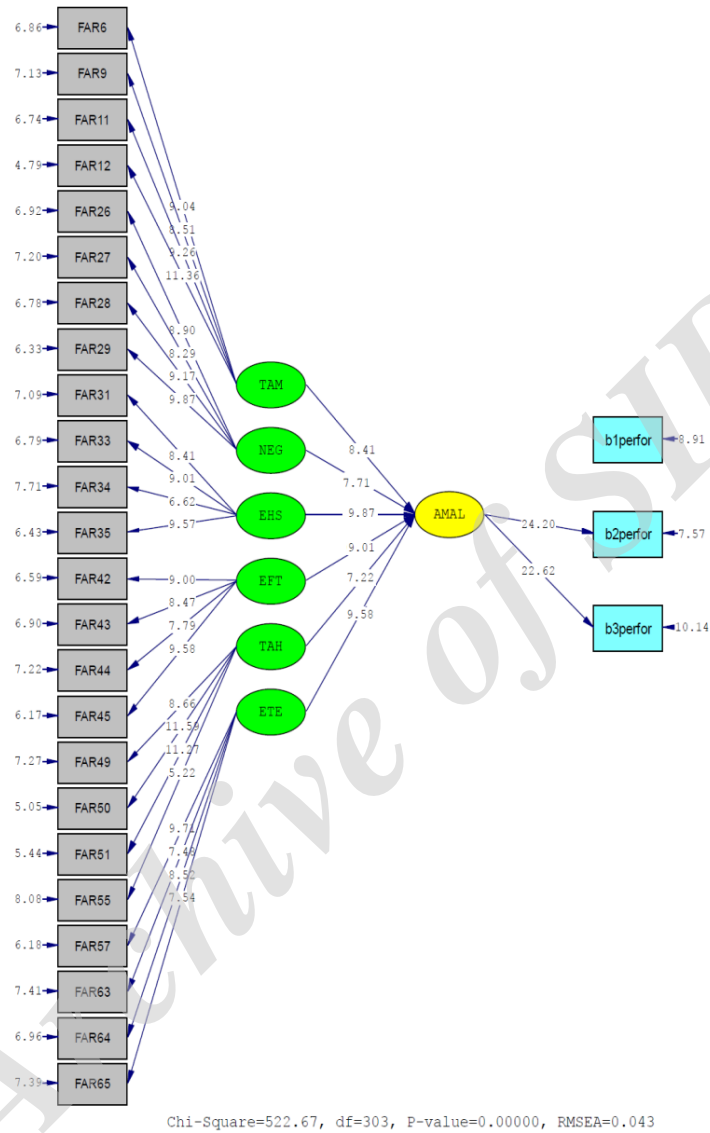 6.86 FAR6
7.13 FAR9
6.74 FAR11
4.79 FAR12
6.92 FAR26
7.20 FAR27
6.78 FAR28
6.33 FAR29
7.09 FAR31
6.79 FAR33
7.71 FAR34
6.43 FAR35
6.59 FAR42
6.90 FAR43
7.22 FAR44
6.17 FAR45
7.27 FAR49
5.05 FAR50
5.44 FAR51
8.08 FAR55
6.18 FAR57
7.41 FAR63
6.96 FAR64
7.39 FAR65
9.04
8.51
9.26
11.36
8.90
8.29
9.17
9.87
8.41
9.01
6.62
9.57
9.00
8.47
7.79
9.58
8.66
11.59
11.27
5.22
9.71
7.48
8.52
7.54
TAM
NEG
EHS
EFT
TAH
ETE
8.41
7.71
9.87
9.01
7.22
9.58
AMAL
24.20
22.62
b1perfor 8.91
b2perfor 7.57
b3perfor 10.14
Chi-Square=522.67, df=303, P-value=0.00000, RMSEA=0.043
Archive of SID